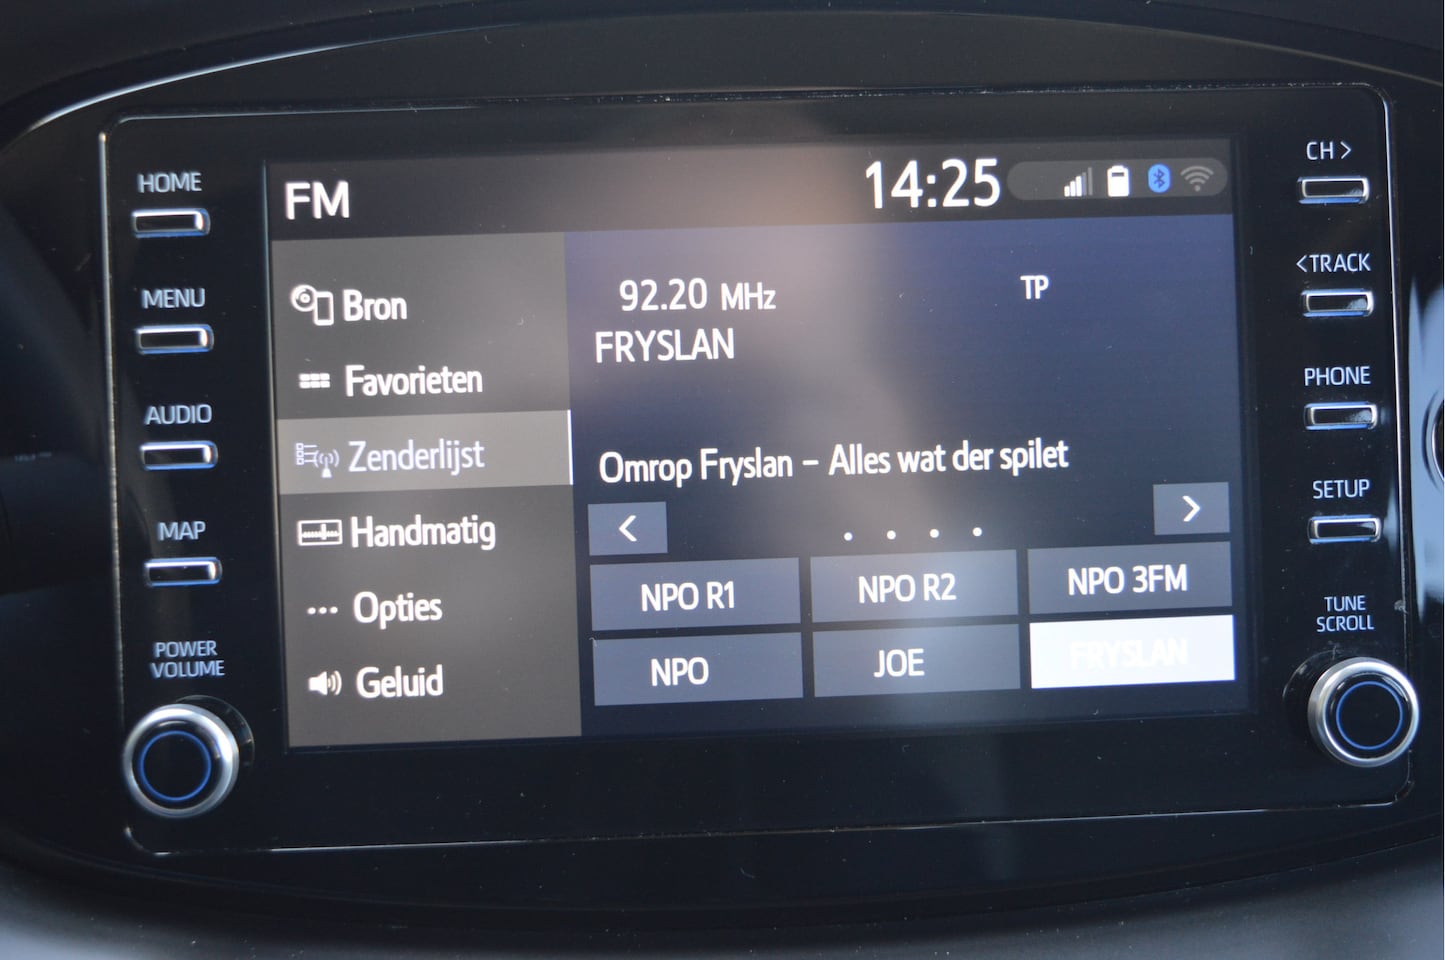 HOME
MENU
AUDIO
MAP
POWER
VOLUME
FM
14:25
Bron
Favorieten
Zenderlijst
Handmatig
Opties
Geluid
92.20 MHz
TP
FRYSLAN
Omrop Fryslan - Alles wat der spilet
< >
NPO R1 NPO R2 NPO 3FM
NPO JOE FRYSLAN
CH >
<TRACK
PHONE
SETUP
TUNE
SCROLL